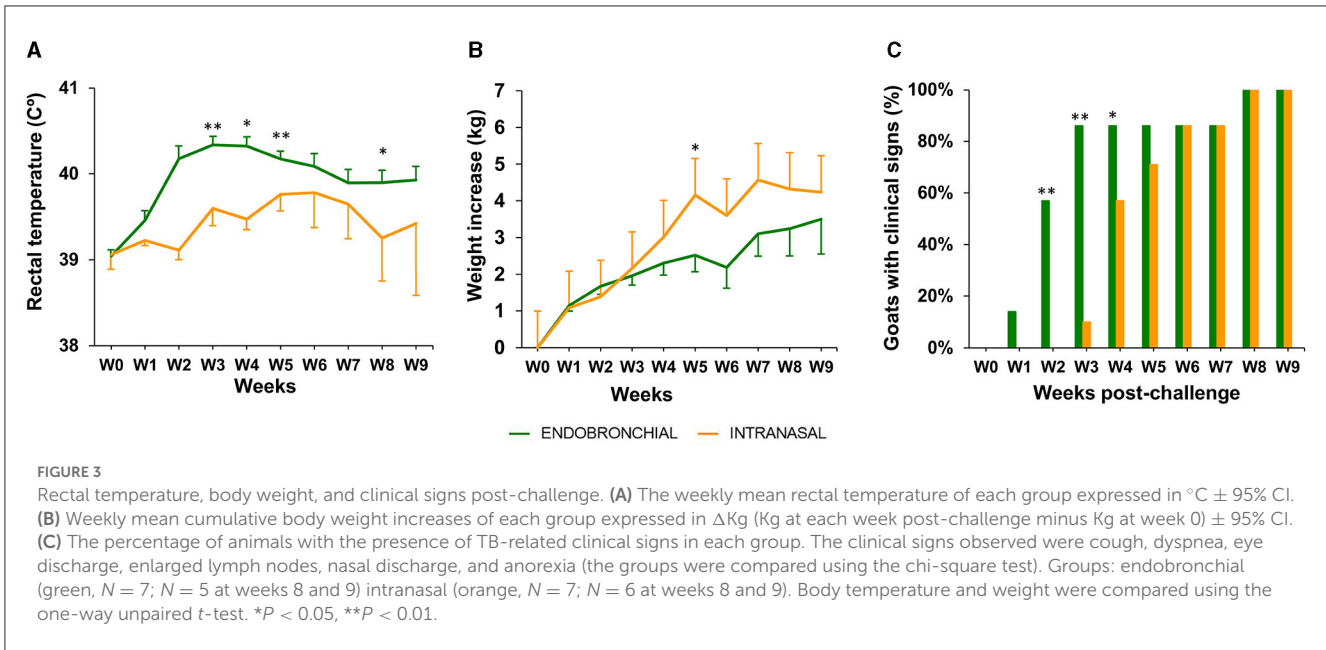 A
B
C
Rectal temperature (Cº)
41
40
39
38
** * ** *
W0 W1 W2 W3 W4 W5 W6 W7 W8 W9
Weeks
Weight increase (kg)
7
6
5
4
3
2
1
0
*
W0 W1 W2 W3 W4 W5 W6 W7 W8 W9
Weeks
Goats with clinical signs (%)
100%
80%
60%
40%
20%
0%
** ** *
W0 W1 W2 W3 W4 W5 W6 W7 W8 W9
Weeks post-challenge
ENDOBRONCHIAL INTRANASAL
FIGURE 3
Rectal temperature, body weight, and clinical signs post-challenge. (A) The weekly mean rectal temperature of each group expressed in °C ± 95% CI.
(B) Weekly mean cumulative body weight increases of each group expressed in ΔKg (Kg at each week post-challenge minus Kg at week 0) ± 95% CI.
(C) The percentage of animals with the presence of TB-related clinical signs in each group. The clinical signs observed were cough, dyspnea, eye
discharge, enlarged lymph nodes, nasal discharge, and anorexia (the groups were compared using the chi-square test). Groups: endobronchial
(green, N = 7; N = 5 at weeks 8 and 9) intranasal (orange, N = 7; N = 6 at weeks 8 and 9). Body temperature and weight were compared using the
one-way unpaired t-test. *P < 0.05, **P < 0.01.